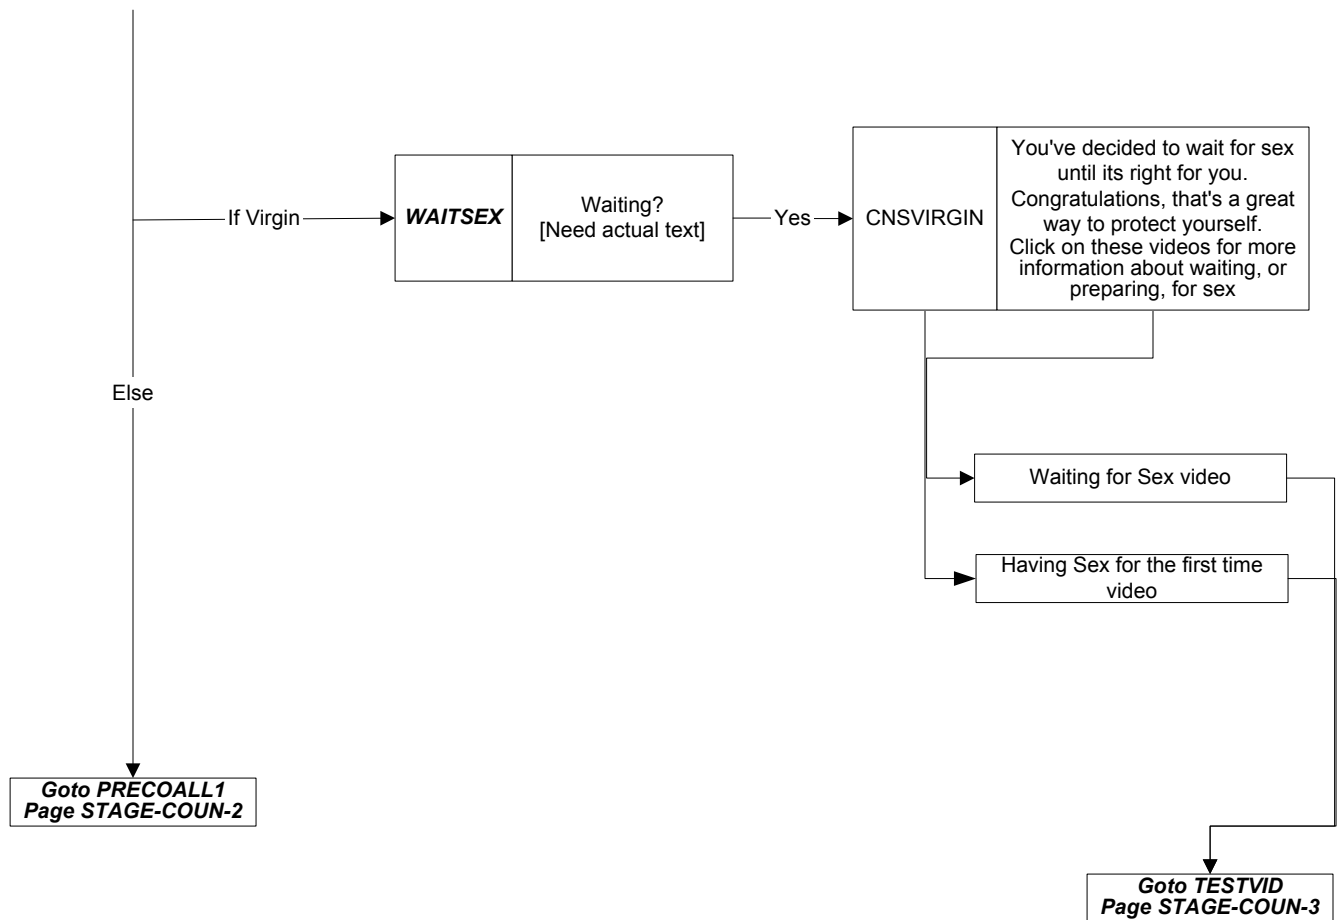 If Virgin
WAITSEX
Waiting?
[Need actual text]
Yes
CNSVIRGIN
You've decided to wait for sex
until its right for you.
Congratulations, that's a great
way to protect yourself.
Click on these videos for more
information about waiting, or
preparing, for sex
Else
Waiting for Sex video
Having Sex for the first time
video
Goto PRECOALL1
Page STAGE-COUN-2
Goto TESTVID
Page STAGE-COUN-3